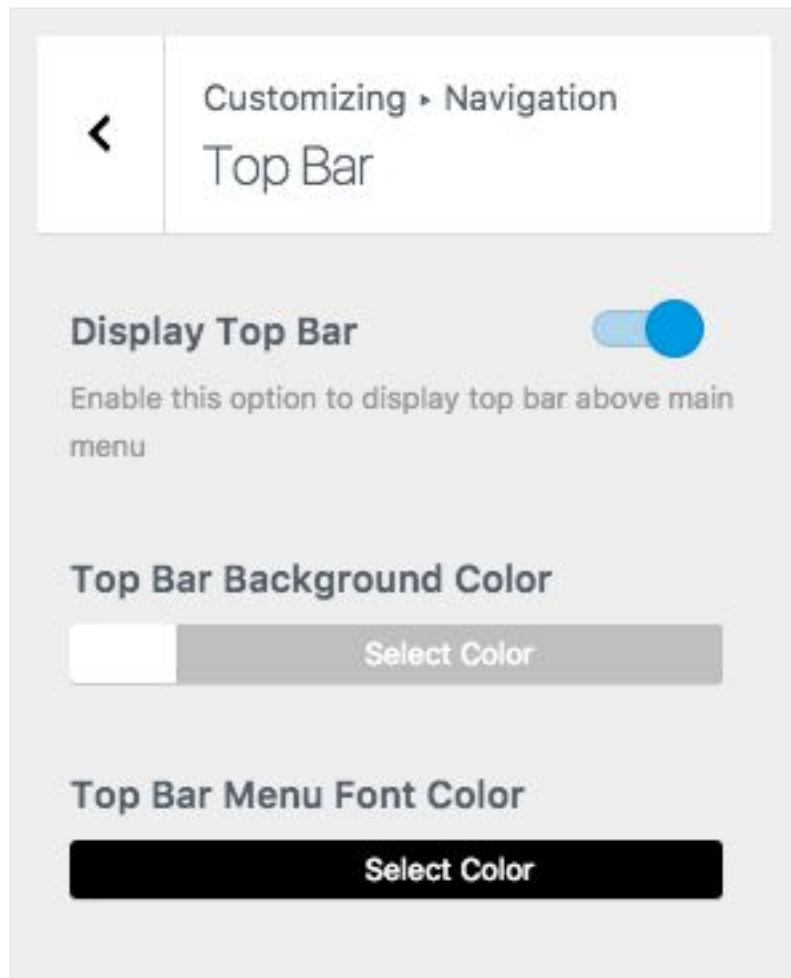 Customizing ▸ Navigation
Top Bar
Display Top Bar
Enable this option to display top bar above main
menu
Top Bar Background Color
Select Color
Top Bar Menu Font Color
Select Color